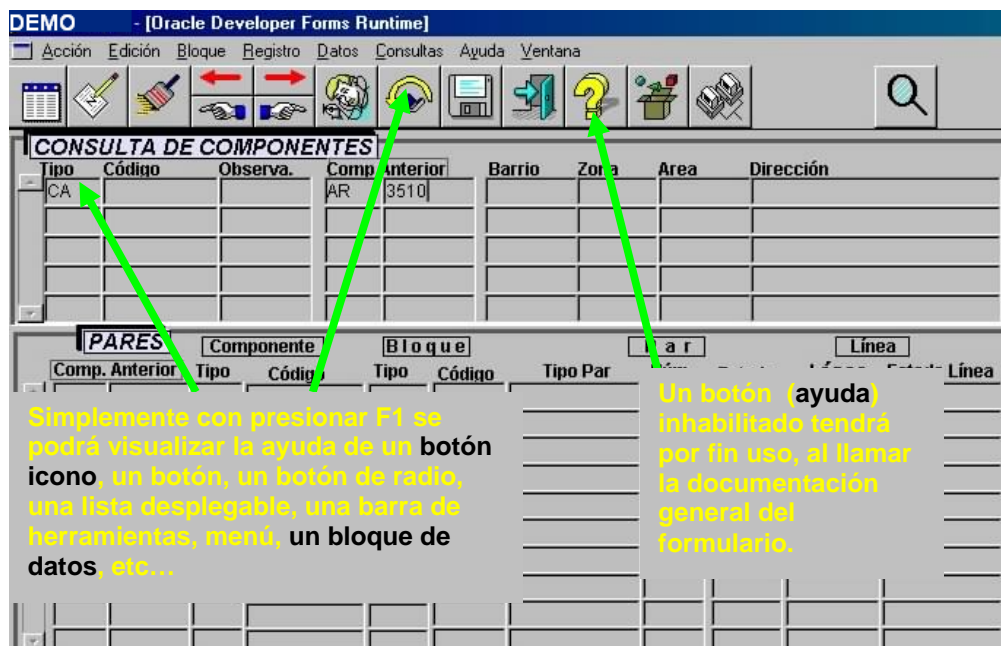 DEMO - [Oracle Developer Forms Runtime]
Acción Edición Bloque Registro Datos Consultas Ayuda Ventana
CONSULTA DE COMPONENTES
Tipo Código Observa. Comp. Anterior Barrio Zona Area Dirección
CA AR 3510
PARES Componente Bloque Par Línea
Comp. Anterior Tipo Código Tipo Código Tipo Par Línea
Simplemente con presionar F1 se
podrá visualizar la ayuda de un botón
icono, un botón, un botón de radio,
una lista desplegable, una barra de
herramientas, menú, un bloque de
datos, etc…
Un botón (ayuda)
inhabilitado tendrá
por fin uso, al llamar
la documentación
general del
formulario.